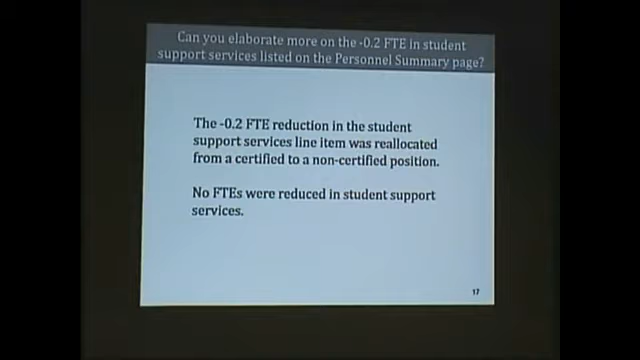 Can you elaborate more on the -0.2 FTE in student
support services listed on the Personnel Summary page?
The -0.2 FTE reduction in the student
support services line item was reallocated
from a certified to a non-certified position.
No FTEs were reduced in student support
services.
17